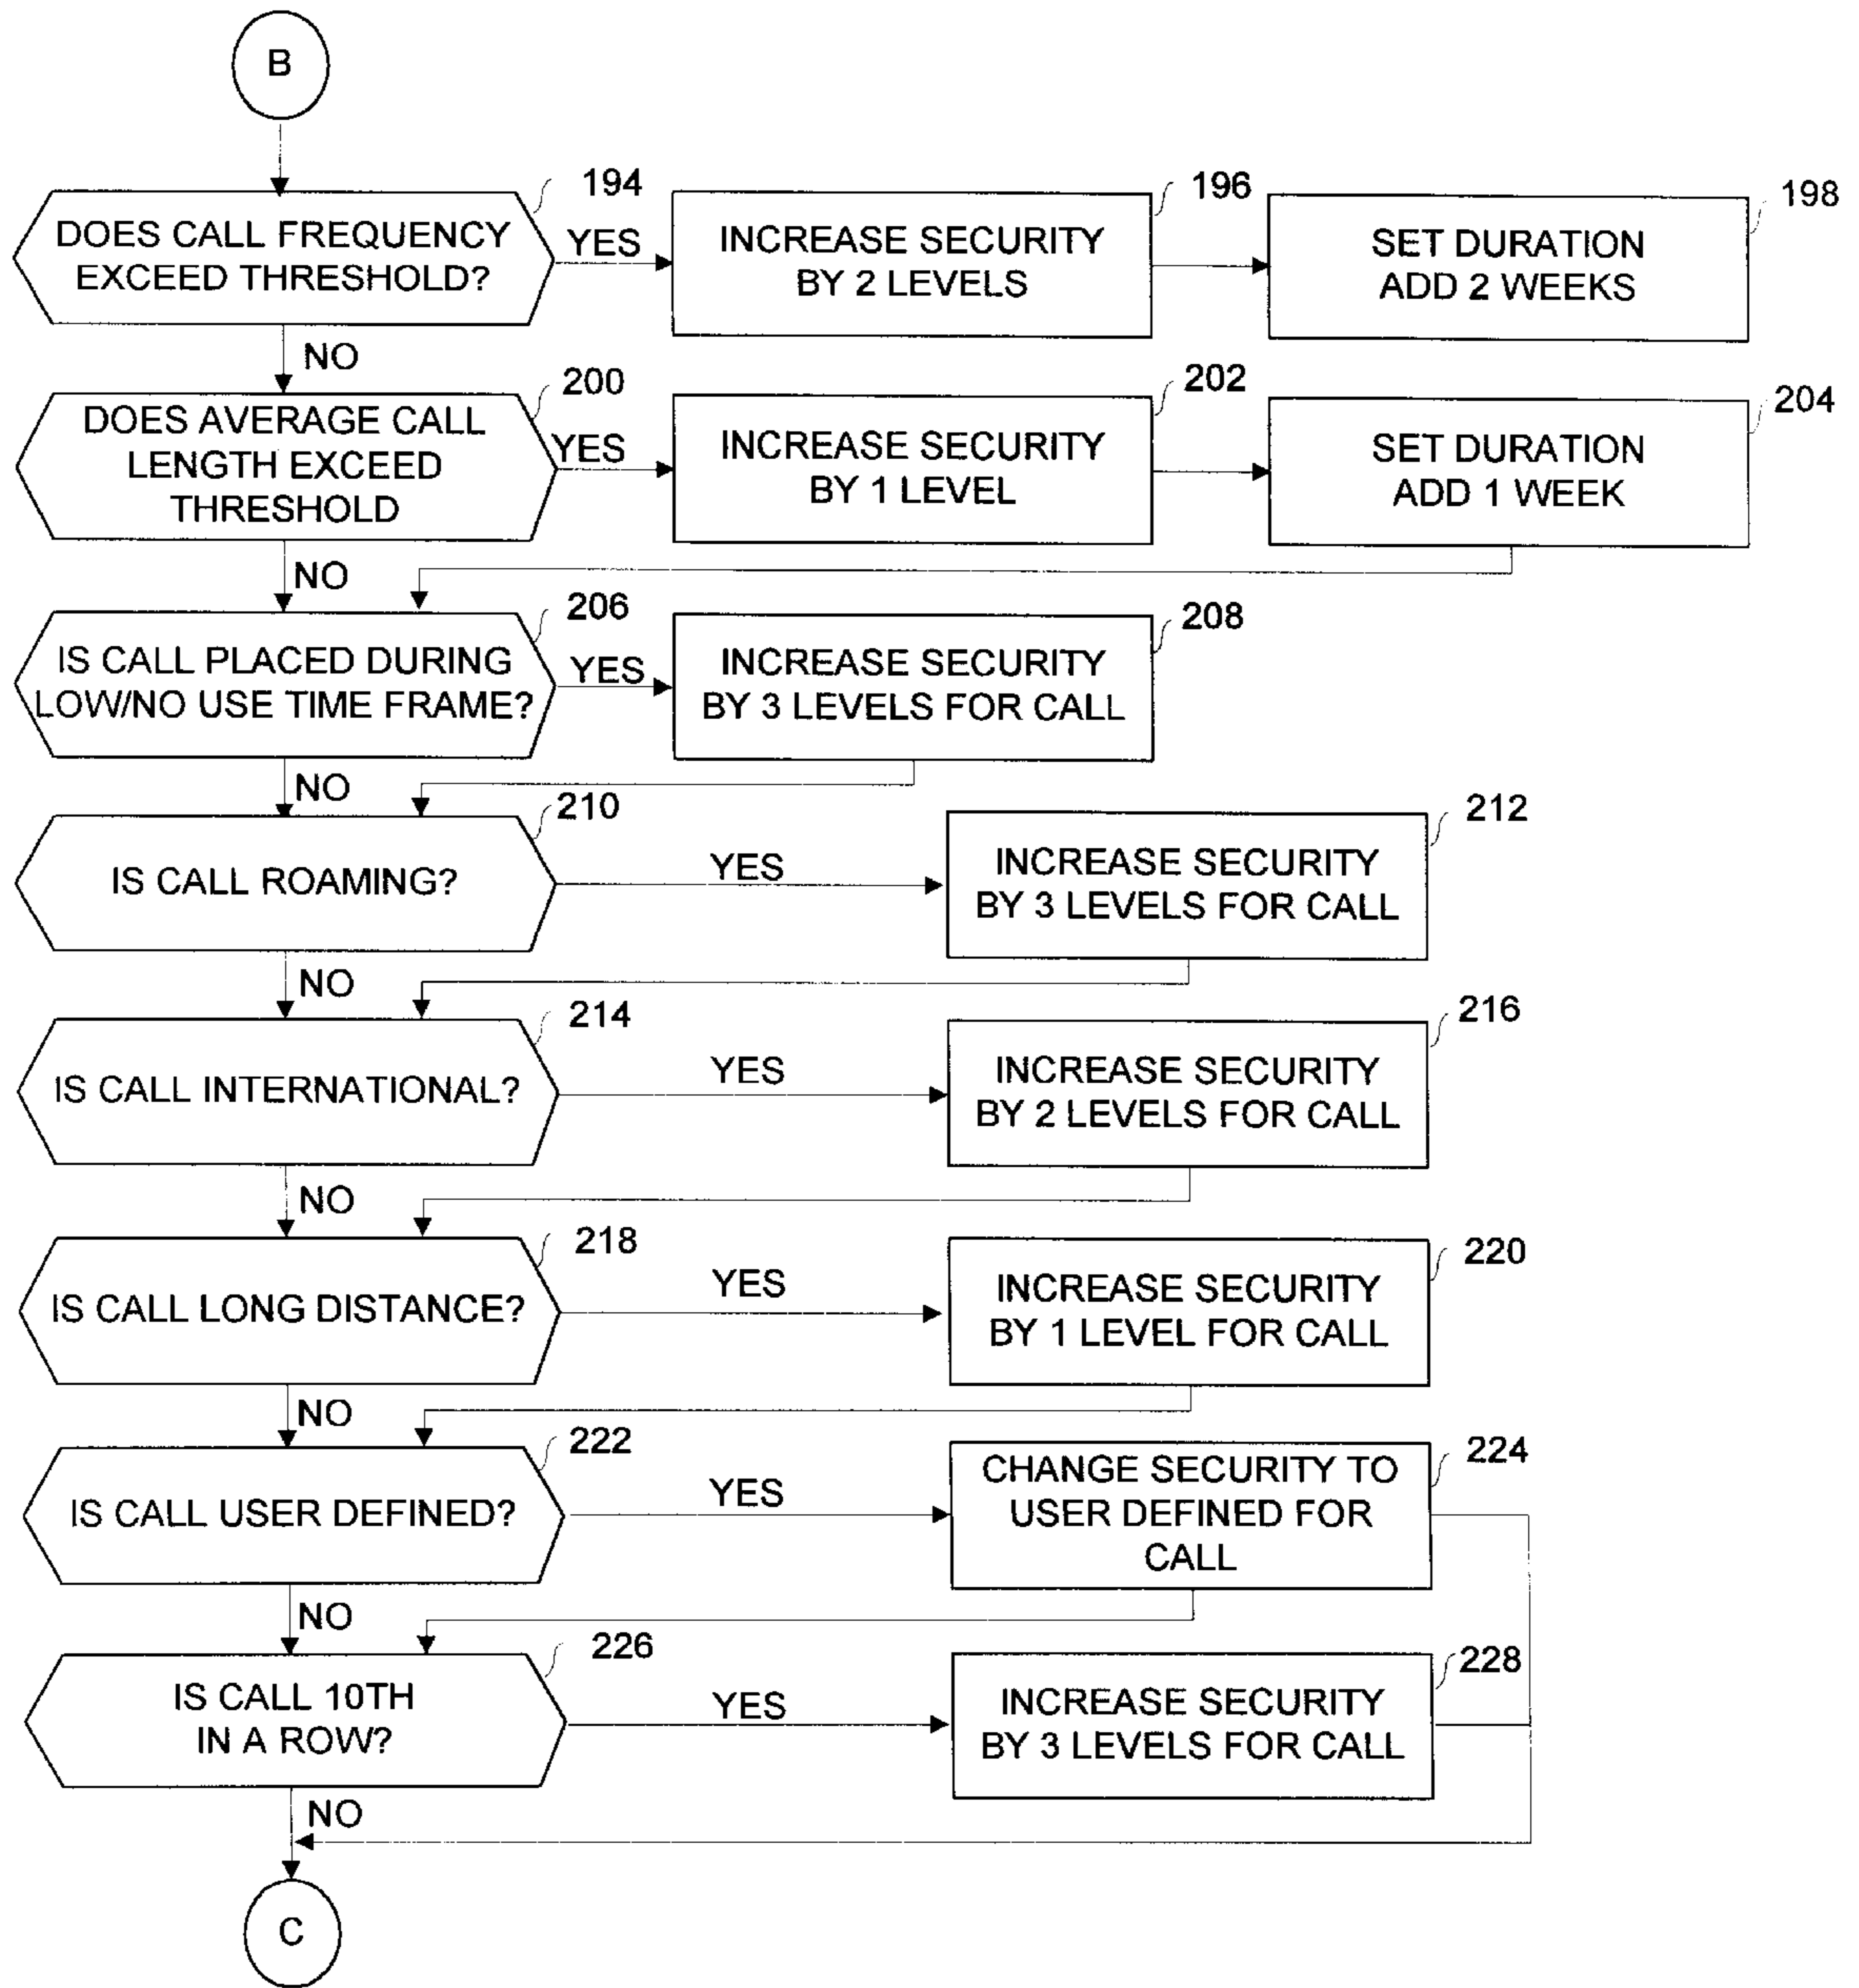 B
194
DOES CALL FREQUENCY
EXCEED THRESHOLD?
YES
196
INCREASE SECURITY
BY 2 LEVELS
198
SET DURATION
ADD 2 WEEKS
NO
200
DOES AVERAGE CALL
LENGTH EXCEED
THRESHOLD
YES
202
INCREASE SECURITY
BY 1 LEVEL
204
SET DURATION
ADD 1 WEEK
NO
206
IS CALL PLACED DURING
LOW/NO USE TIME FRAME?
YES
208
INCREASE SECURITY
BY 3 LEVELS FOR CALL
NO
210
IS CALL ROAMING?
YES
212
INCREASE SECURITY
BY 3 LEVELS FOR CALL
NO
214
IS CALL INTERNATIONAL?
YES
216
INCREASE SECURITY
BY 2 LEVELS FOR CALL
NO
218
IS CALL LONG DISTANCE?
YES
220
INCREASE SECURITY
BY 1 LEVEL FOR CALL
NO
222
IS CALL USER DEFINED?
YES
224
CHANGE SECURITY TO
USER DEFINED FOR
CALL
NO
226
IS CALL 10TH
IN A ROW?
YES
228
INCREASE SECURITY
BY 3 LEVELS FOR CALL
NO
C